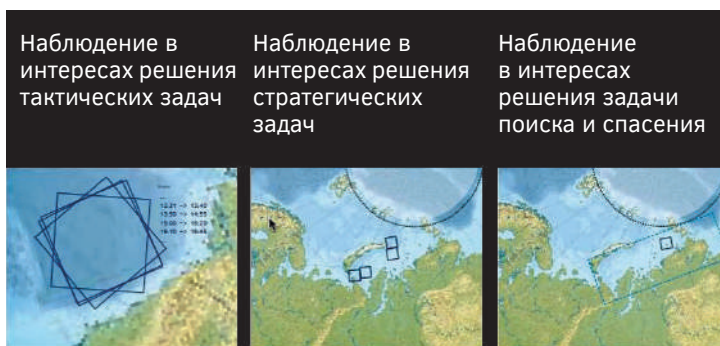 Наблюдение в
интересах решения
тактических задач
Наблюдение в
интересах решения
стратегических
задач
Наблюдение
в интересах
решения задачи
поиска и спасения